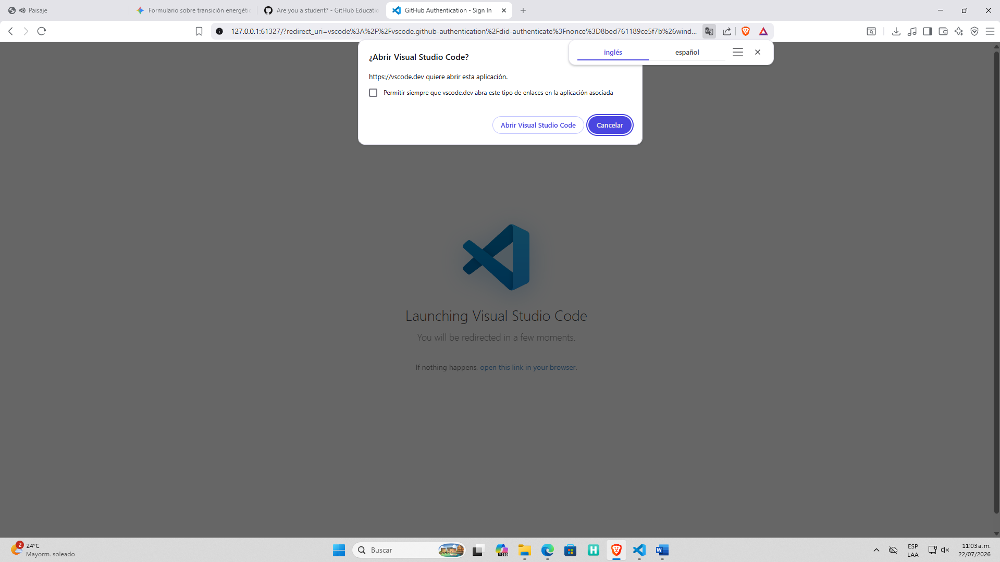 Paisaje
Formulario sobre transición energétic
Are you a student? - GitHub Educatio
GitHub Authentication - Sign In
127.0.0.1:61327/?redirect_uri=vscode%3A%2F%2Fvscode.github-authentication%2Fdid-authenticate%3Fnonce%3D8bed761189ce5f7b%26wind...
¿Abrir Visual Studio Code?
inglés
español
https://vscode.dev quiere abrir esta aplicación.
Permitir siempre que vscode.dev abra este tipo de enlaces en la aplicación asociada
Abrir Visual Studio Code
Cancelar
Launching Visual Studio Code
You will be redirected in a few moments.
If nothing happens, open this link in your browser.
2
24°C
Mayorm. soleado
Buscar
M365
H
W
ESP
LAA
11:03 a. m.
22/07/2026